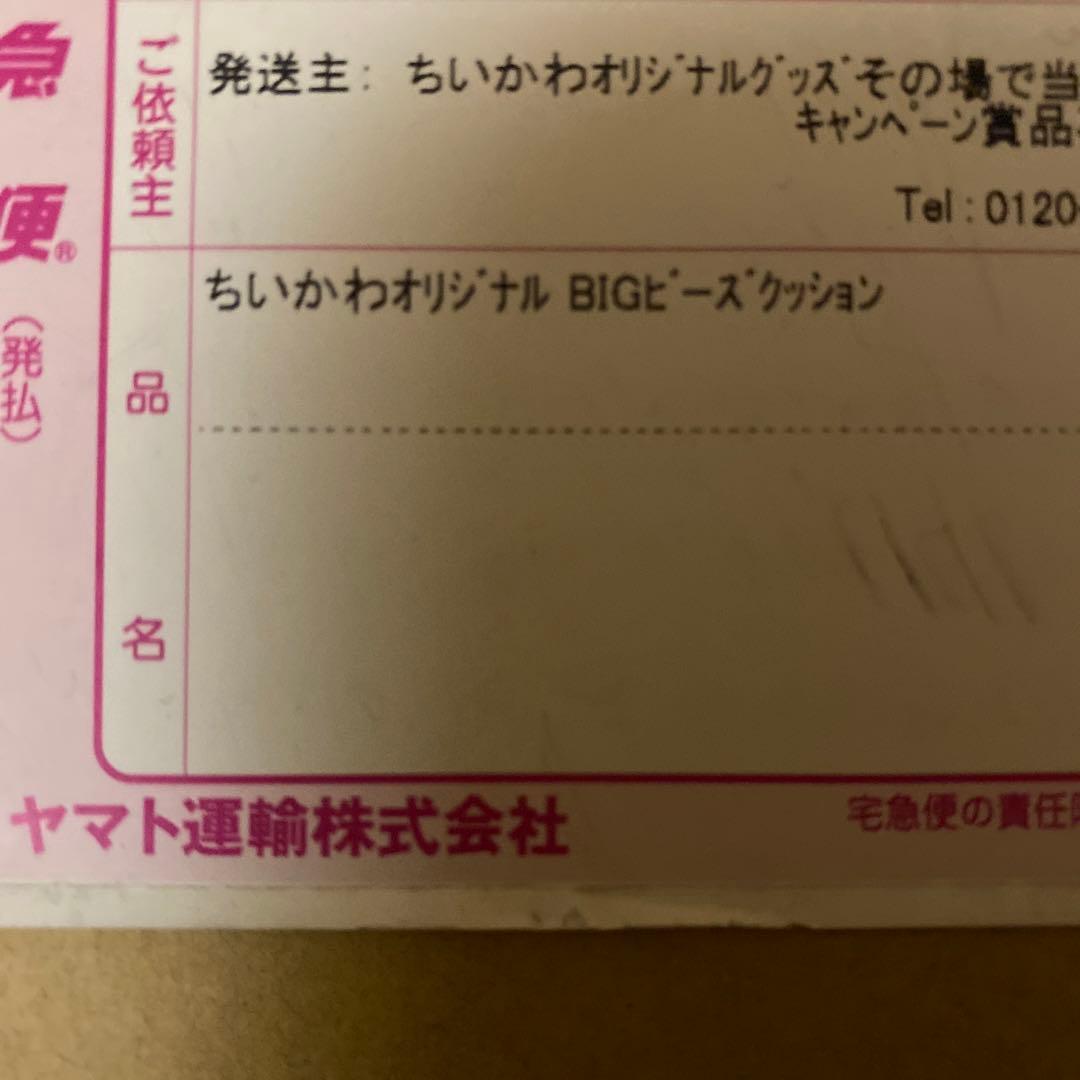 急便®
(発払)
ご依頼主
発送主: ちいかわオリジナルグッズその場で当
キャンペーン賞品
Tel:0120
品名
ちいかわオリジナル BIGビーズクッション
ヤマト運輸株式会社
宅急便の責任限